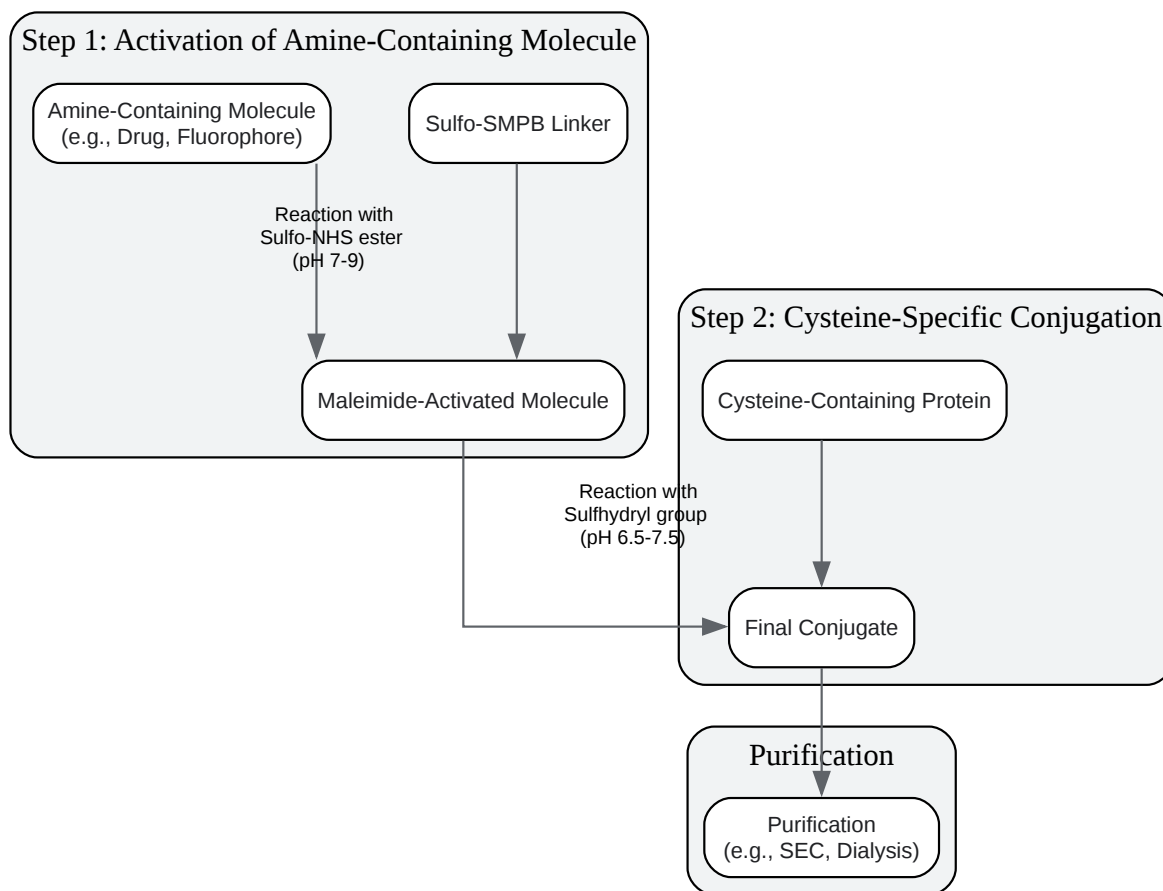 Step 1: Activation of Amine-Containing Molecule
Amine-Containing Molecule
(e.g., Drug, Fluorophore)
Sulfo-SMPB Linker
Reaction with
Sulfo-NHS ester
(pH 7-9)
Maleimide-Activated Molecule
Step 2: Cysteine-Specific Conjugation
Cysteine-Containing Protein
Reaction with
Sulfhydryl group
(pH 6.5-7.5)
Final Conjugate
Purification
Purification
(e.g., SEC, Dialysis)